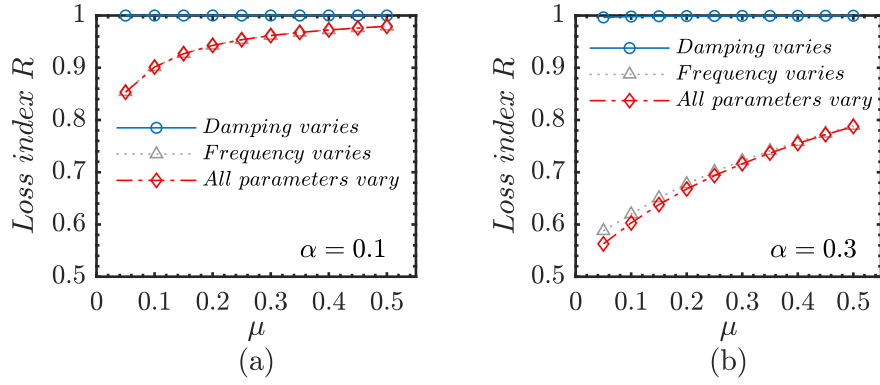 Loss index R
1
0.9
0.8
0.7
0.6
0.5
Damping varies
Frequency varies
All parameters vary
α = 0.1
0 0.1 0.2 0.3 0.4 0.5
μ
(a)
Loss index R
1
0.9
0.8
0.7
0.6
0.5
Damping varies
Frequency varies
All parameters vary
α = 0.3
0 0.1 0.2 0.3 0.4 0.5
μ
(b)